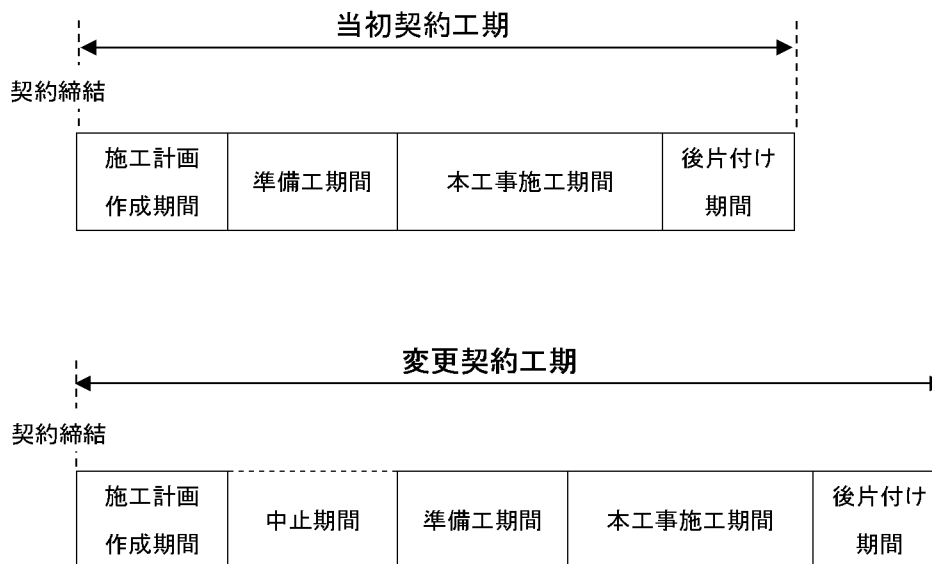 当初契約工期
契約締結
施工計画
作成期間
準備工期間
本工事施工期間
後片付け
期間
変更契約工期
契約締結
施工計画
作成期間
中止期間
準備工期間
本工事施工期間
後片付け
期間